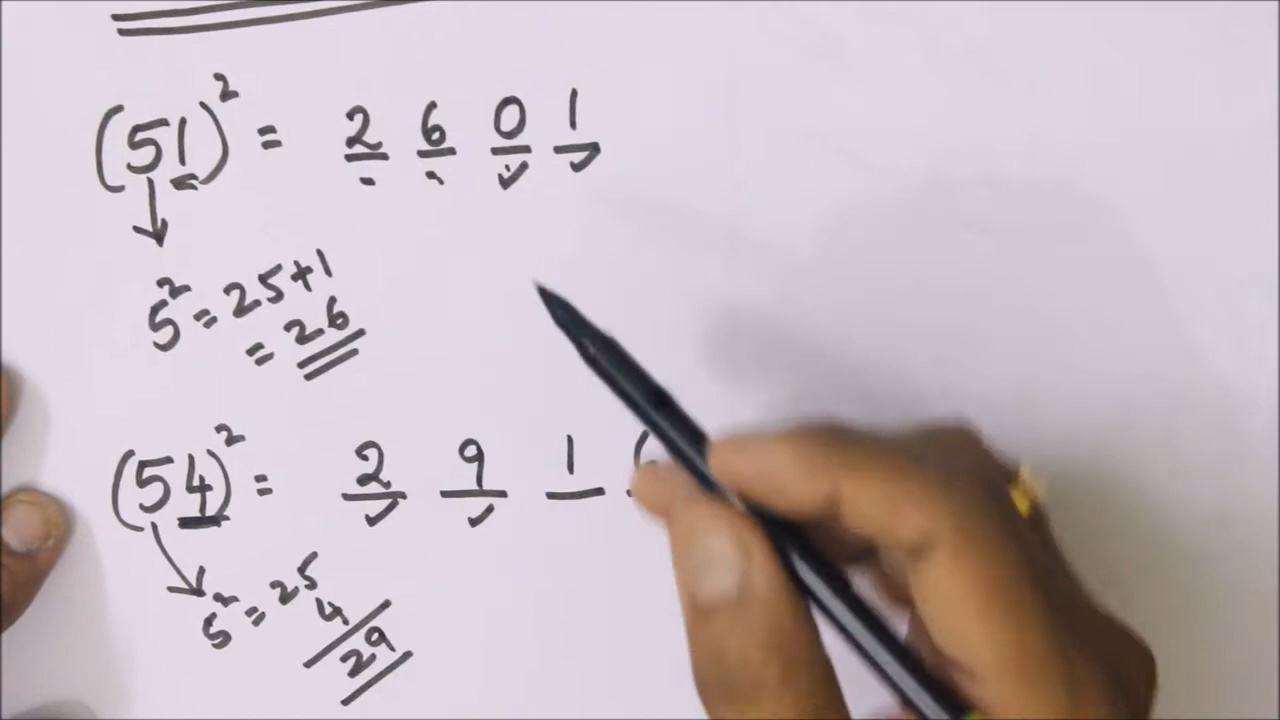 (51)² = 2 6 0 1
5² = 25+1
= 26
(54)² = 2 9 1
5² = 25
4
29